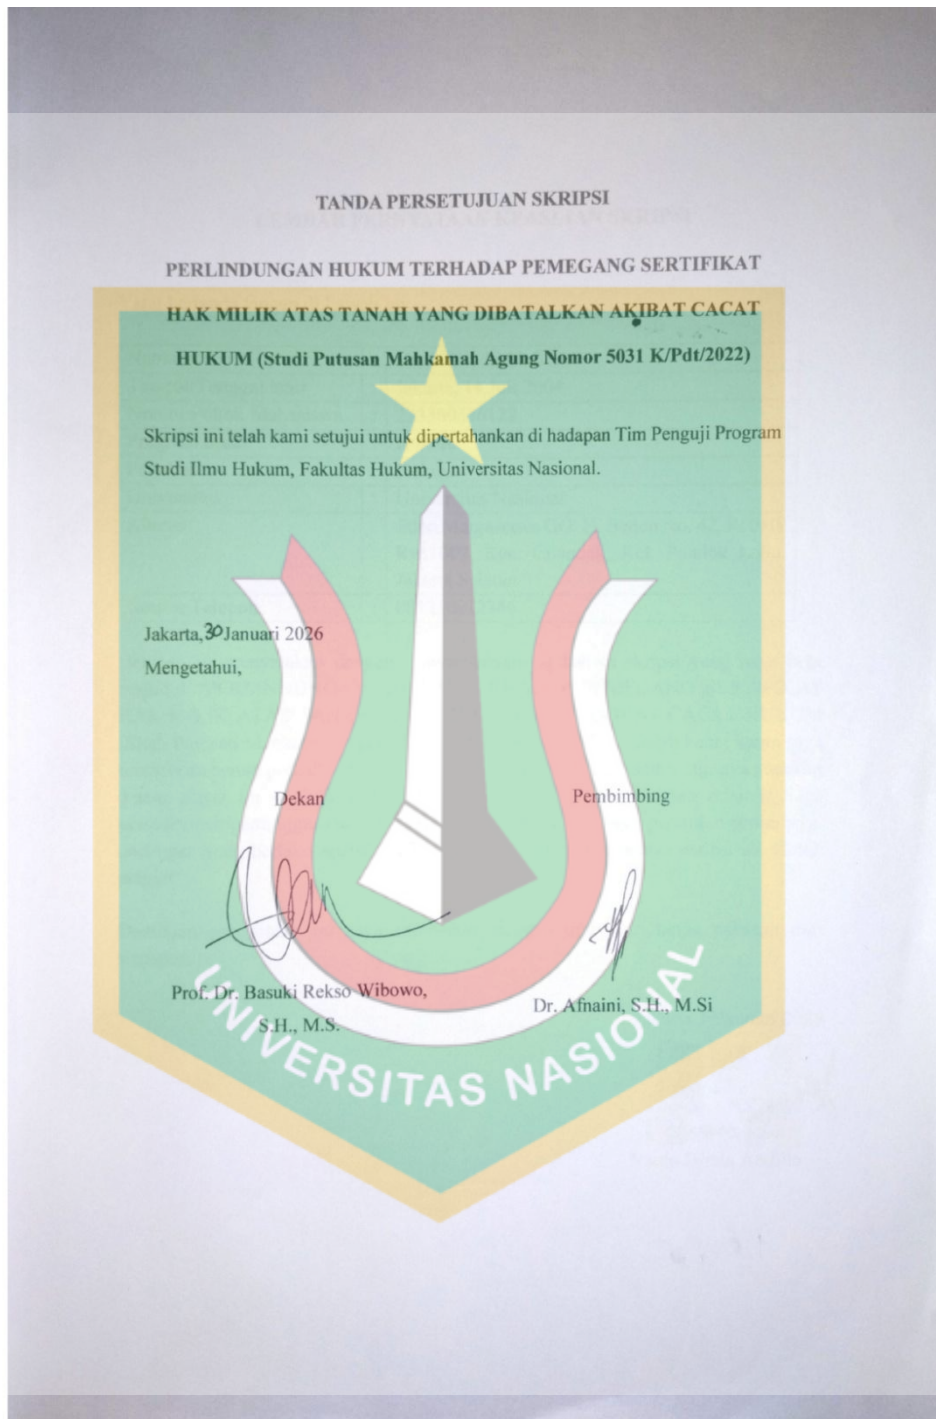 TANDA PERSETUJUAN SKRIPSI
PERLINDUNGAN HUKUM TERHADAP PEMEGANG SERTIFIKAT
HAK MILIK ATAS TANAH YANG DIBATALKAN AKIBAT CACAT
HUKUM (Studi Putusan Mahkamah Agung Nomor 5031 K/Pdt/2022)
Skripsi ini telah kami setujui untuk dipertahankan di hadapan Tim Penguji Program
Studi Ilmu Hukum, Fakultas Hukum, Universitas Nasional.
Jakarta, 30 Januari 2026
Mengetahui,
Dekan
Pembimbing
Prof. Dr. Basuki Rekso Wibowo,
S.H., M.S.
Dr. Afnaini, S.H., M.Si
UNIVERSITAS NASIONAL